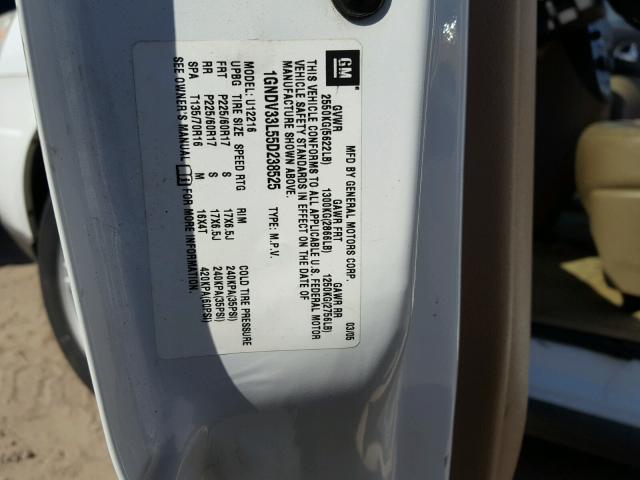 GM
MFD BY GENERAL MOTORS CORP. 03/05
GVWR GAWR FRT GAWR RR
2550KG(5622LB) 1300KG(2866LB) 1250KG(2756LB)
THIS VEHICLE CONFORMS TO ALL APPLICABLE U.S. FEDERAL MOTOR
VEHICLE SAFETY STANDARDS IN EFFECT ON THE DATE OF
MANUFACTURE SHOWN ABOVE.
1GNDV33L55D238525 TYPE: M.P.V.
MODEL: U12216
UPBG TIRE SIZE SPEED RTG RIM COLD TIRE PRESSURE
FRT P225/60R17 S 17X6.5J 240KPA(35PSI)
RR P225/60R17 S 17X6.5J 240KPA(35PSI)
SPA T135/70R16 M 16X4T 420KPA(60PSI)
SEE OWNER'S MANUAL FOR MORE INFORMATION.